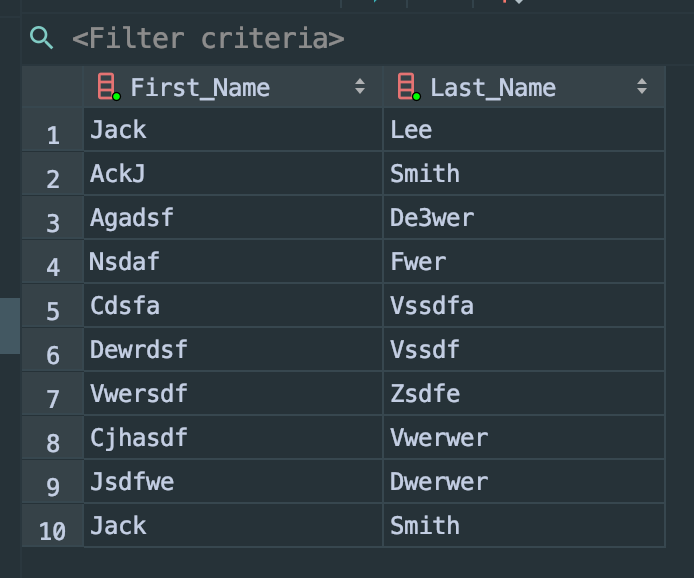 <Filter criteria>
First_Name Last_Name
1 Jack Lee
2 AckJ Smith
3 Agadsf De3wer
4 Nsdaf Fwer
5 Cdsfa Vssdfa
6 Dewrdsf Vssdf
7 Vwersdf Zsdfe
8 Cjhasdf Vwerwer
9 Jsdfwe Dwerwer
10 Jack Smith